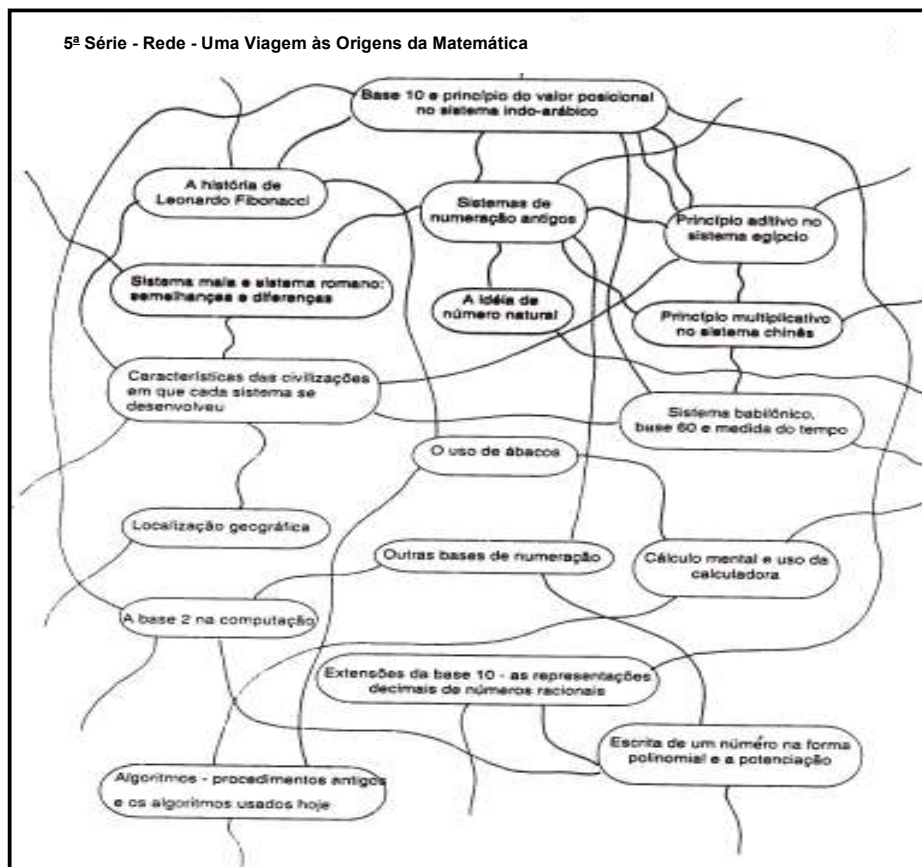 5ª Série - Rede - Uma Viagem às Origens da Matemática
Base 10 e princípio do valor posicional
no sistema indo-arábico
A história de
Leonardo Fibonacci
Sistemas de
numeração antigos
Princípio aditivo no
sistema egípcio
Sistema maia e sistema romano:
semelhanças e diferenças
A idéia de
número natural
Princípio multiplicativo
no sistema chinês
Características das civilizações
em que cada sistema se
desenvolveu
Sistema babilônico,
base 60 e medida do tempo
O uso de ábacos
Localização geográfica
Outras bases de numeração
Cálculo mental e uso da
calculadora
A base 2 na computação
Extensões da base 10 - as representações
decimais de números racionais
Escrita de um número na forma
polinomial e a potenciação
Algoritmos - procedimentos antigos
e os algoritmos usados hoje